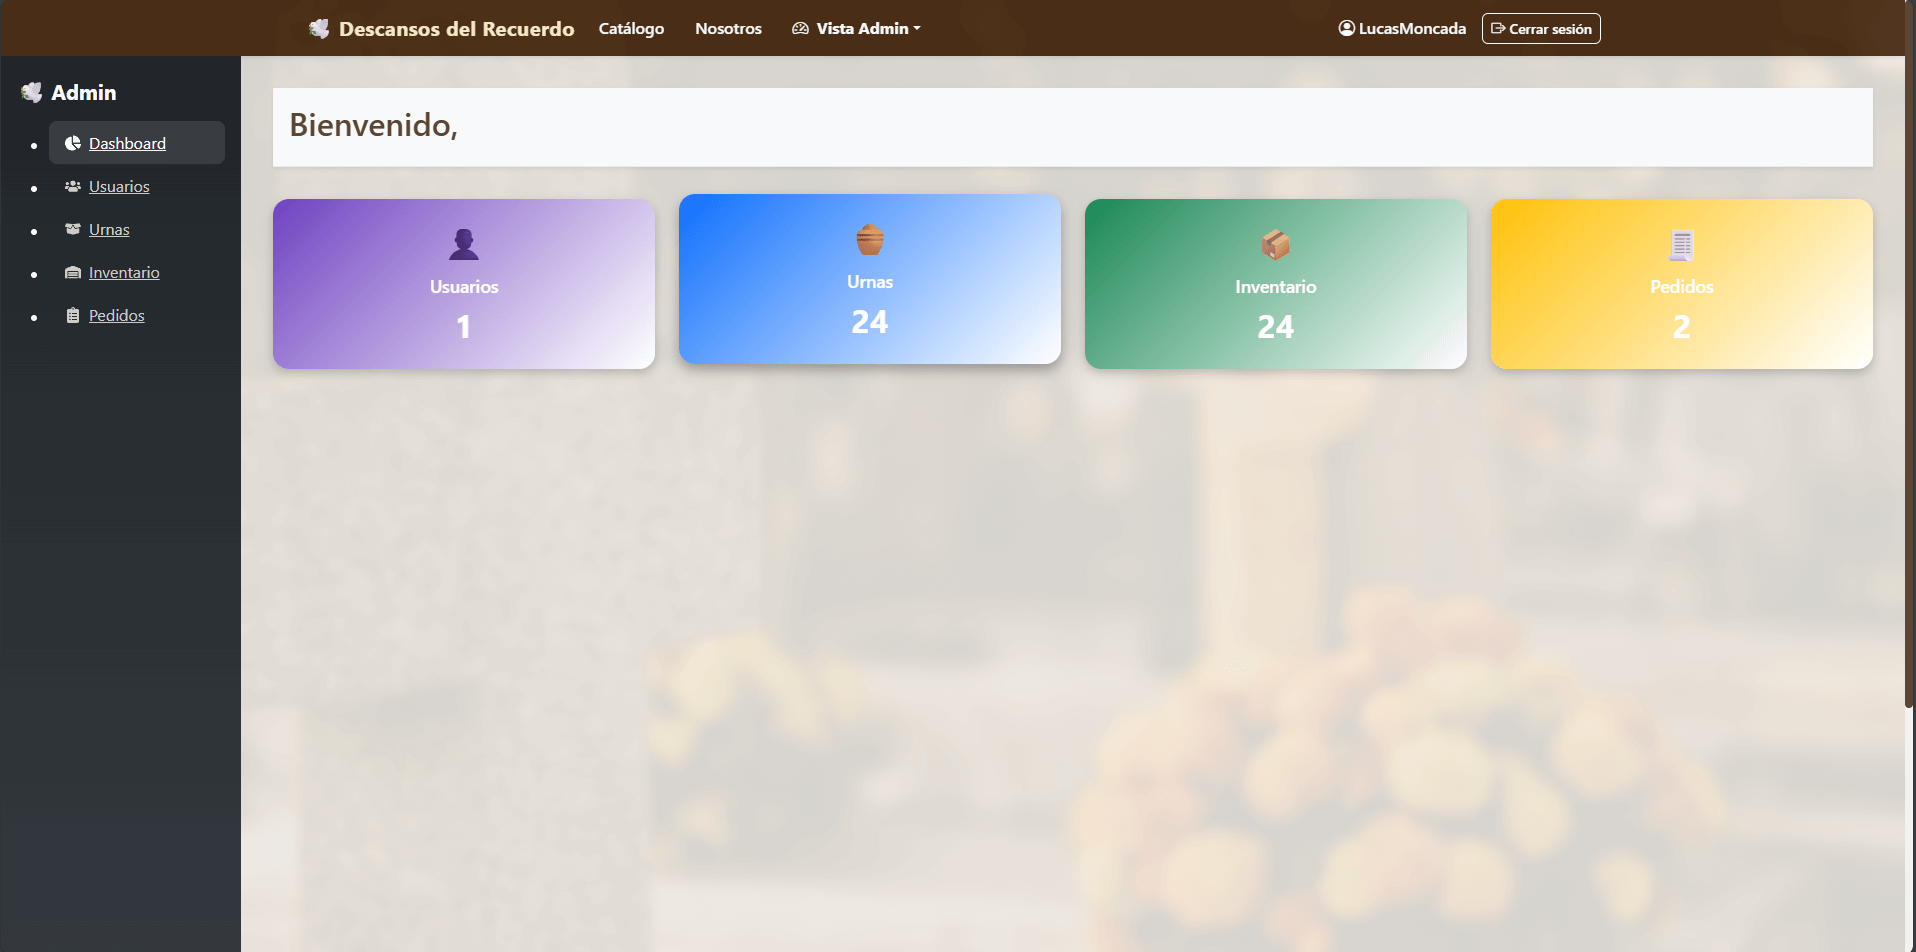 Descansos del Recuerdo Catálogo Nosotros Vista Admin LucasMoncada Cerrar sesión
Admin
Dashboard
Usuarios
Urnas
Inventario
Pedidos
Bienvenido,
Usuarios
1
Urnas
24
Inventario
24
Pedidos
2